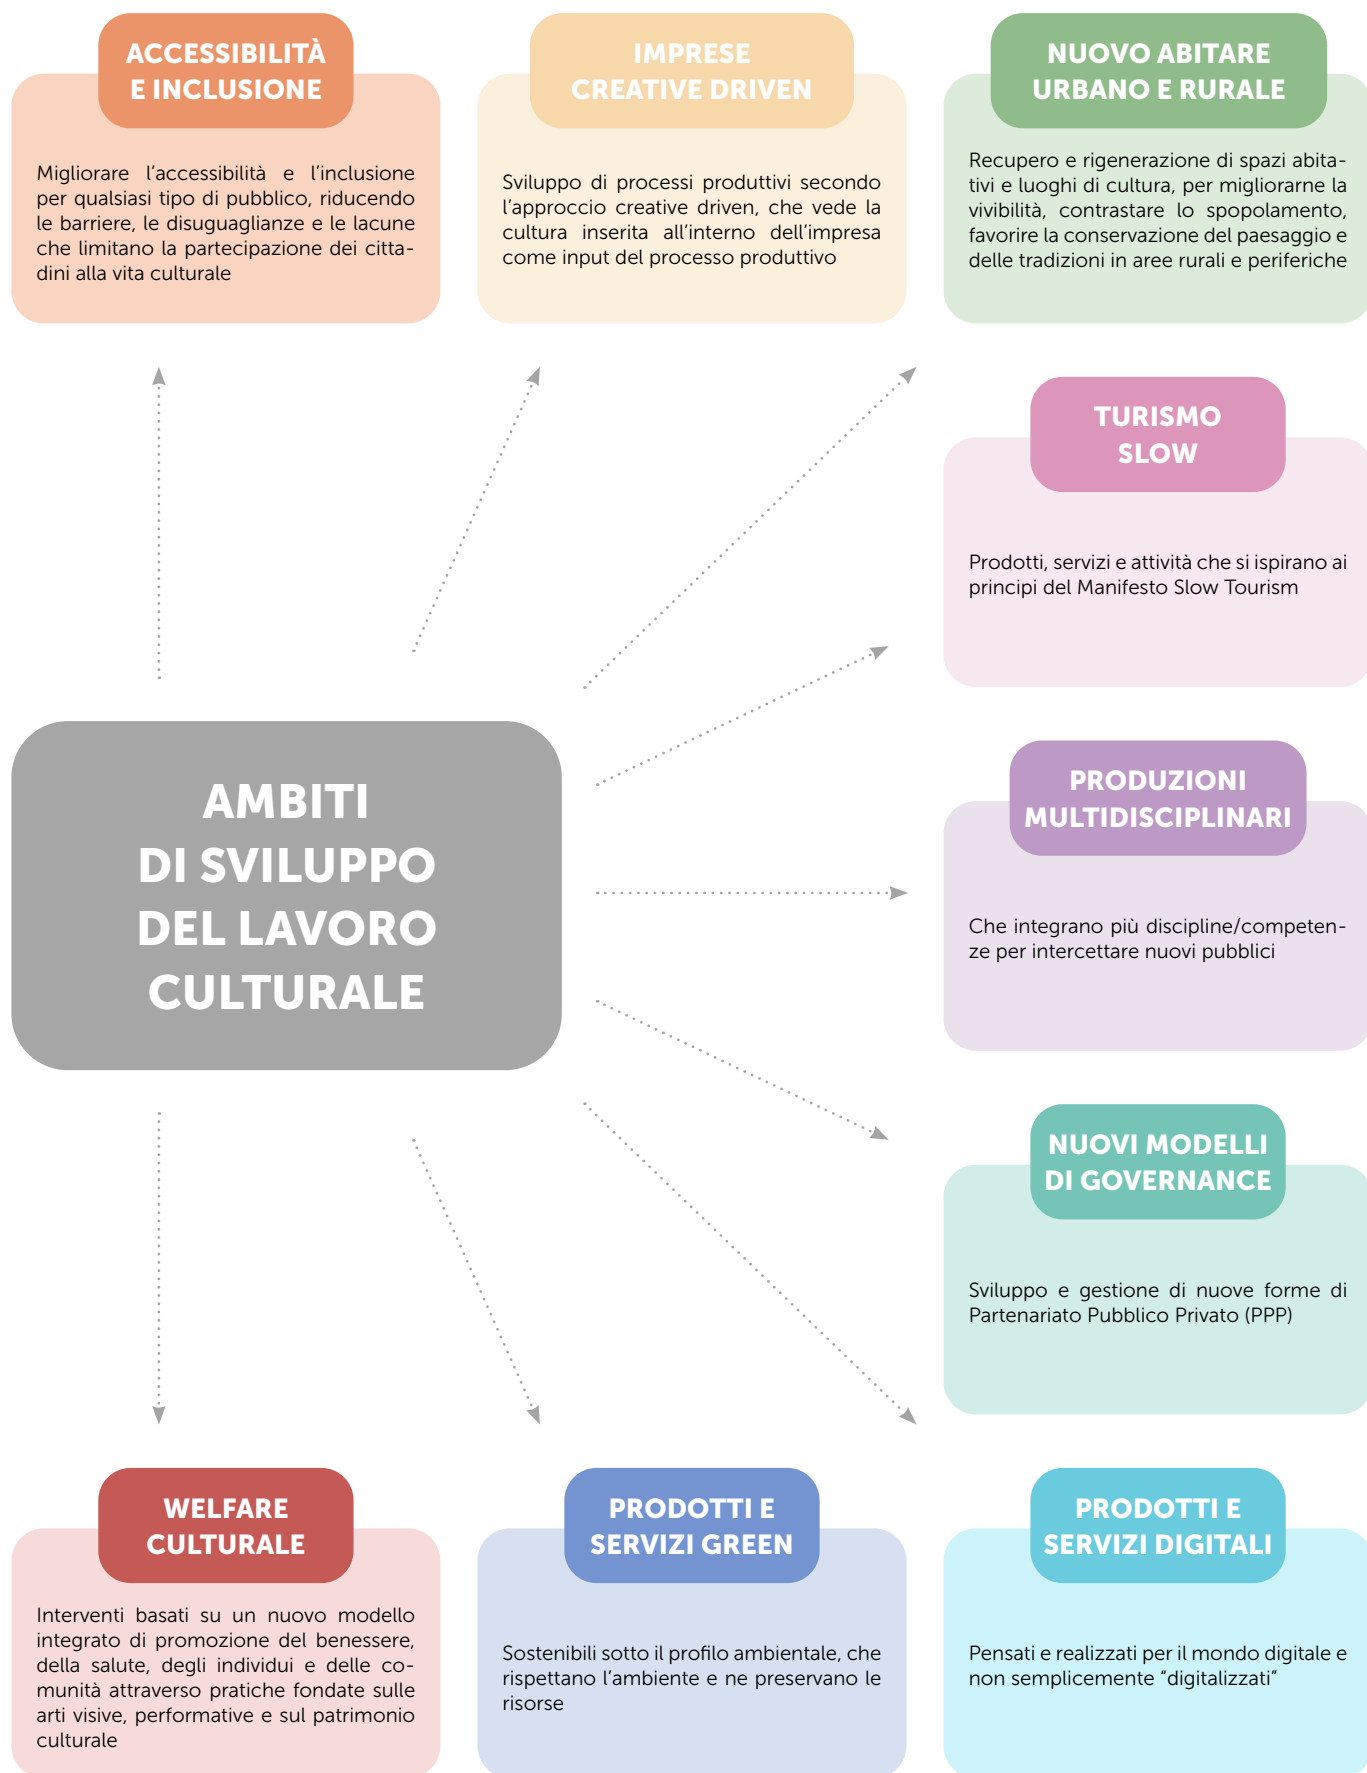 ACCESSIBILITÀ
E INCLUSIONE
Migliorare l’accessibilità e l’inclusione
per qualsiasi tipo di pubblico, riducendo
le barriere, le disuguaglianze e le lacune
che limitano la partecipazione dei citta-
dini alla vita culturale
IMPRESE
CREATIVE DRIVEN
Sviluppo di processi produttivi secondo
l’approccio creative driven, che vede la
cultura inserita all’interno dell’impresa
come input del processo produttivo
NUOVO ABITARE
URBANO E RURALE
Recupero e rigenerazione di spazi abita-
tivi e luoghi di cultura, per migliorarne la
vivibilità, contrastare lo spopolamento,
favorire la conservazione del paesaggio e
delle tradizioni in aree rurali e periferiche
TURISMO
SLOW
Prodotti, servizi e attività che si ispirano ai
principi del Manifesto Slow Tourism
AMBITI
DI SVILUPPO
DEL LAVORO
CULTURALE
PRODUZIONI
MULTIDISCIPLINARI
Che integrano più discipline/competen-
ze per intercettare nuovi pubblici
NUOVI MODELLI
DI GOVERNANCE
Sviluppo e gestione di nuove forme di
Partenariato Pubblico Privato (PPP)
WELFARE
CULTURALE
Interventi basati su un nuovo modello
integrato di promozione del benessere,
della salute, degli individui e delle co-
munità attraverso pratiche fondate sulle
arti visive, performative e sul patrimonio
culturale
PRODOTTI E
SERVIZI GREEN
Sostenibili sotto il profilo ambientale, che
rispettano l’ambiente e ne preservano le
risorse
PRODOTTI E
SERVIZI DIGITALI
Pensati e realizzati per il mondo digitale e
non semplicemente “digitalizzati”